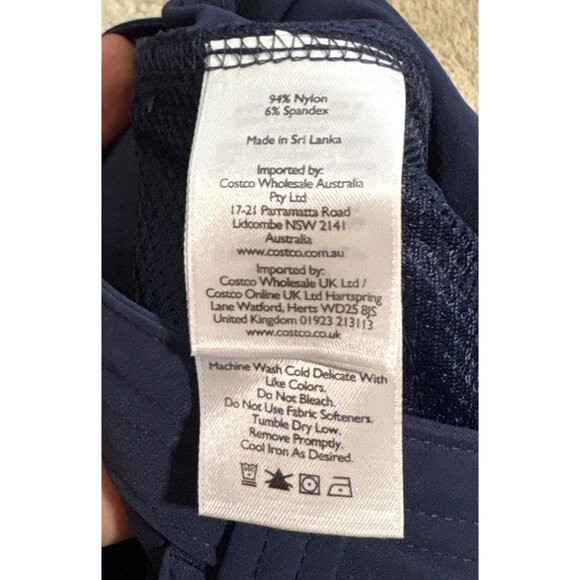 94% Nylon
6% Spandex
Made in Sri Lanka
Imported by:
Costco Wholesale Australia
Pty Ltd
17-21 Parramatta Road
Lidcombe NSW 2141
Australia
www.costco.com.au
Imported by:
Costco Wholesale UK Ltd /
Costco Online UK Ltd Hartspring
Lane Watford, Herts WD25 8JS
United Kingdom 01923 213113
www.costco.co.uk
Machine Wash Cold Delicate With
Like Colors.
Do Not Bleach.
Do Not Use Fabric Softeners.
Tumble Dry Low.
Remove Promptly.
Cool Iron As Desired.